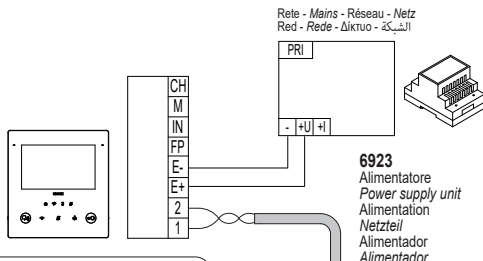 Rete - Mains - Réseau - Netz
Red - Rede - Δίκτυο - الشبكة
PRI
- +U +I
CH
M
IN
FP
E-
E+
2
1
6923
Alimentatore
Power supply unit
Alimentation
Netzteil
Alimentador
Alimentador